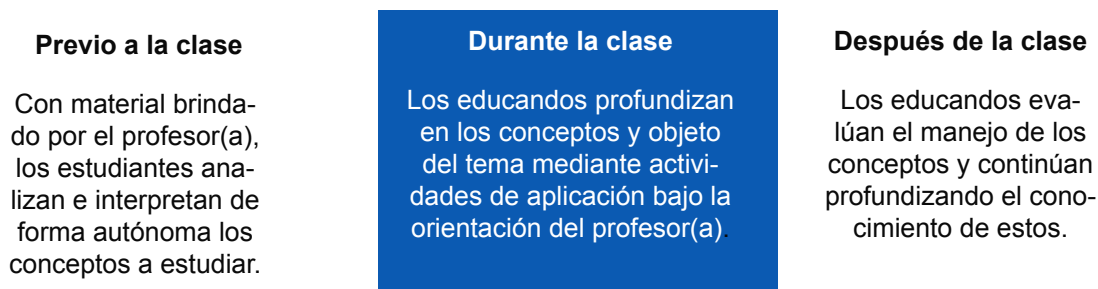 Previo a la clase
Con material brinda-
do por el profesor(a),
los estudiantes ana-
lizan e interpretan de
forma autónoma los
conceptos a estudiar.
Durante la clase
Los educandos profundizan
en los conceptos y objeto
del tema mediante activi-
dades de aplicación bajo la
orientación del profesor(a).
Después de la clase
Los educandos eva-
lúan el manejo de los
conceptos y continúan
profundizando el cono-
cimiento de estos.